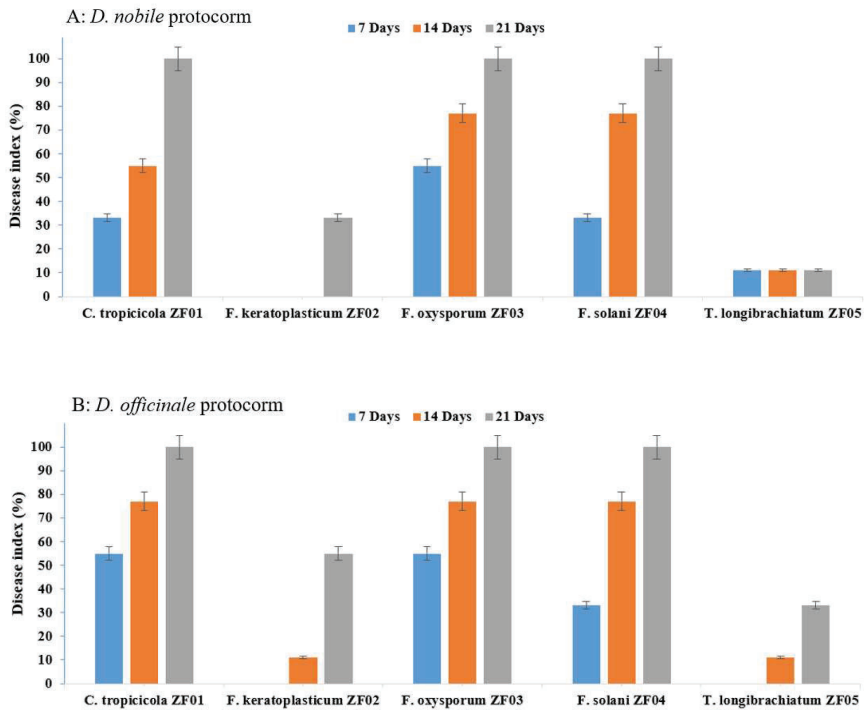 A: D. nobile protocorm
7 Days 14 Days 21 Days
Disease index (%)
100
90
80
70
60
50
40
30
20
10
0
C. tropicicola ZF01 F. keratoplasticum ZF02 F. oxysporum ZF03 F. solani ZF04 T. longibrachiatum ZF05
B: D. officinale protocorm
7 Days 14 Days 21 Days
Disease index (%)
100
90
80
70
60
50
40
30
20
10
0
C. tropicicola ZF01 F. keratoplasticum ZF02 F. oxysporum ZF03 F. solani ZF04 T. longibrachiatum ZF05